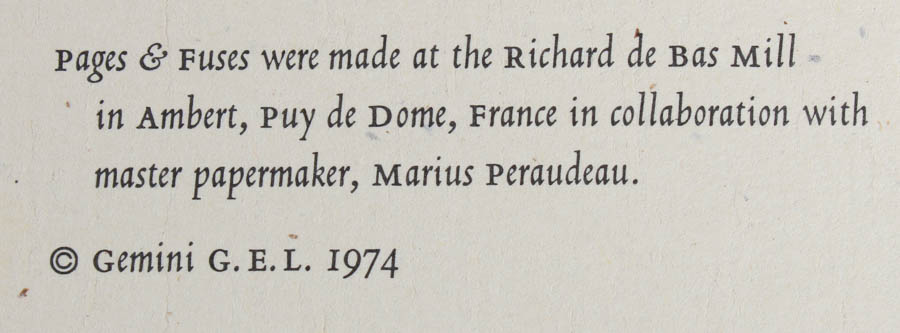 Pages & Fuses were made at the Richard de Bas Mill
in Ambert, Puy de Dome, France in collaboration with
master papermaker, Marius Peraudeau.
© Gemini G.E.L. 1974